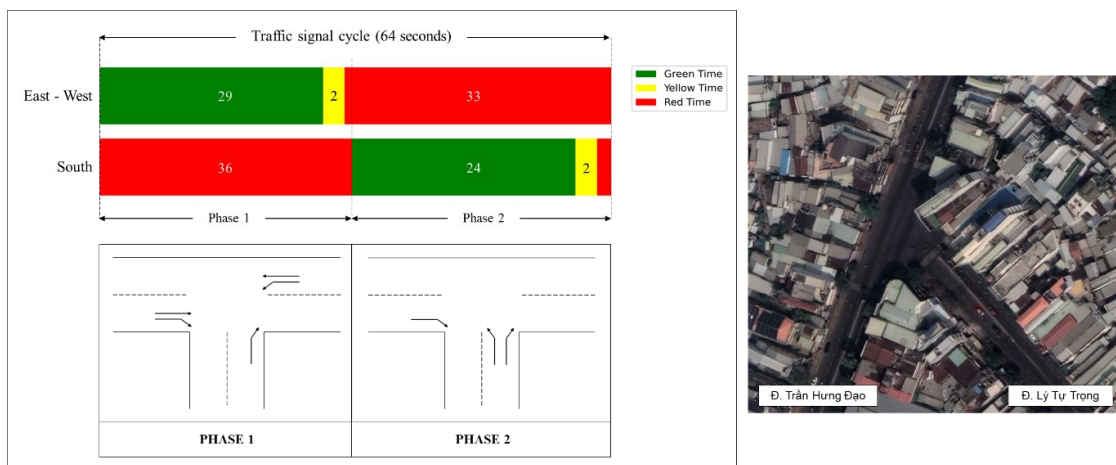 Traffic signal cycle (64 seconds)
East - West
29
2
33
Green Time
Yellow Time
Red Time
South
36
24
2
Phase 1
Phase 2
PHASE 1
PHASE 2
Đ. Trần Hưng Đạo
Đ. Lý Tự Trọng